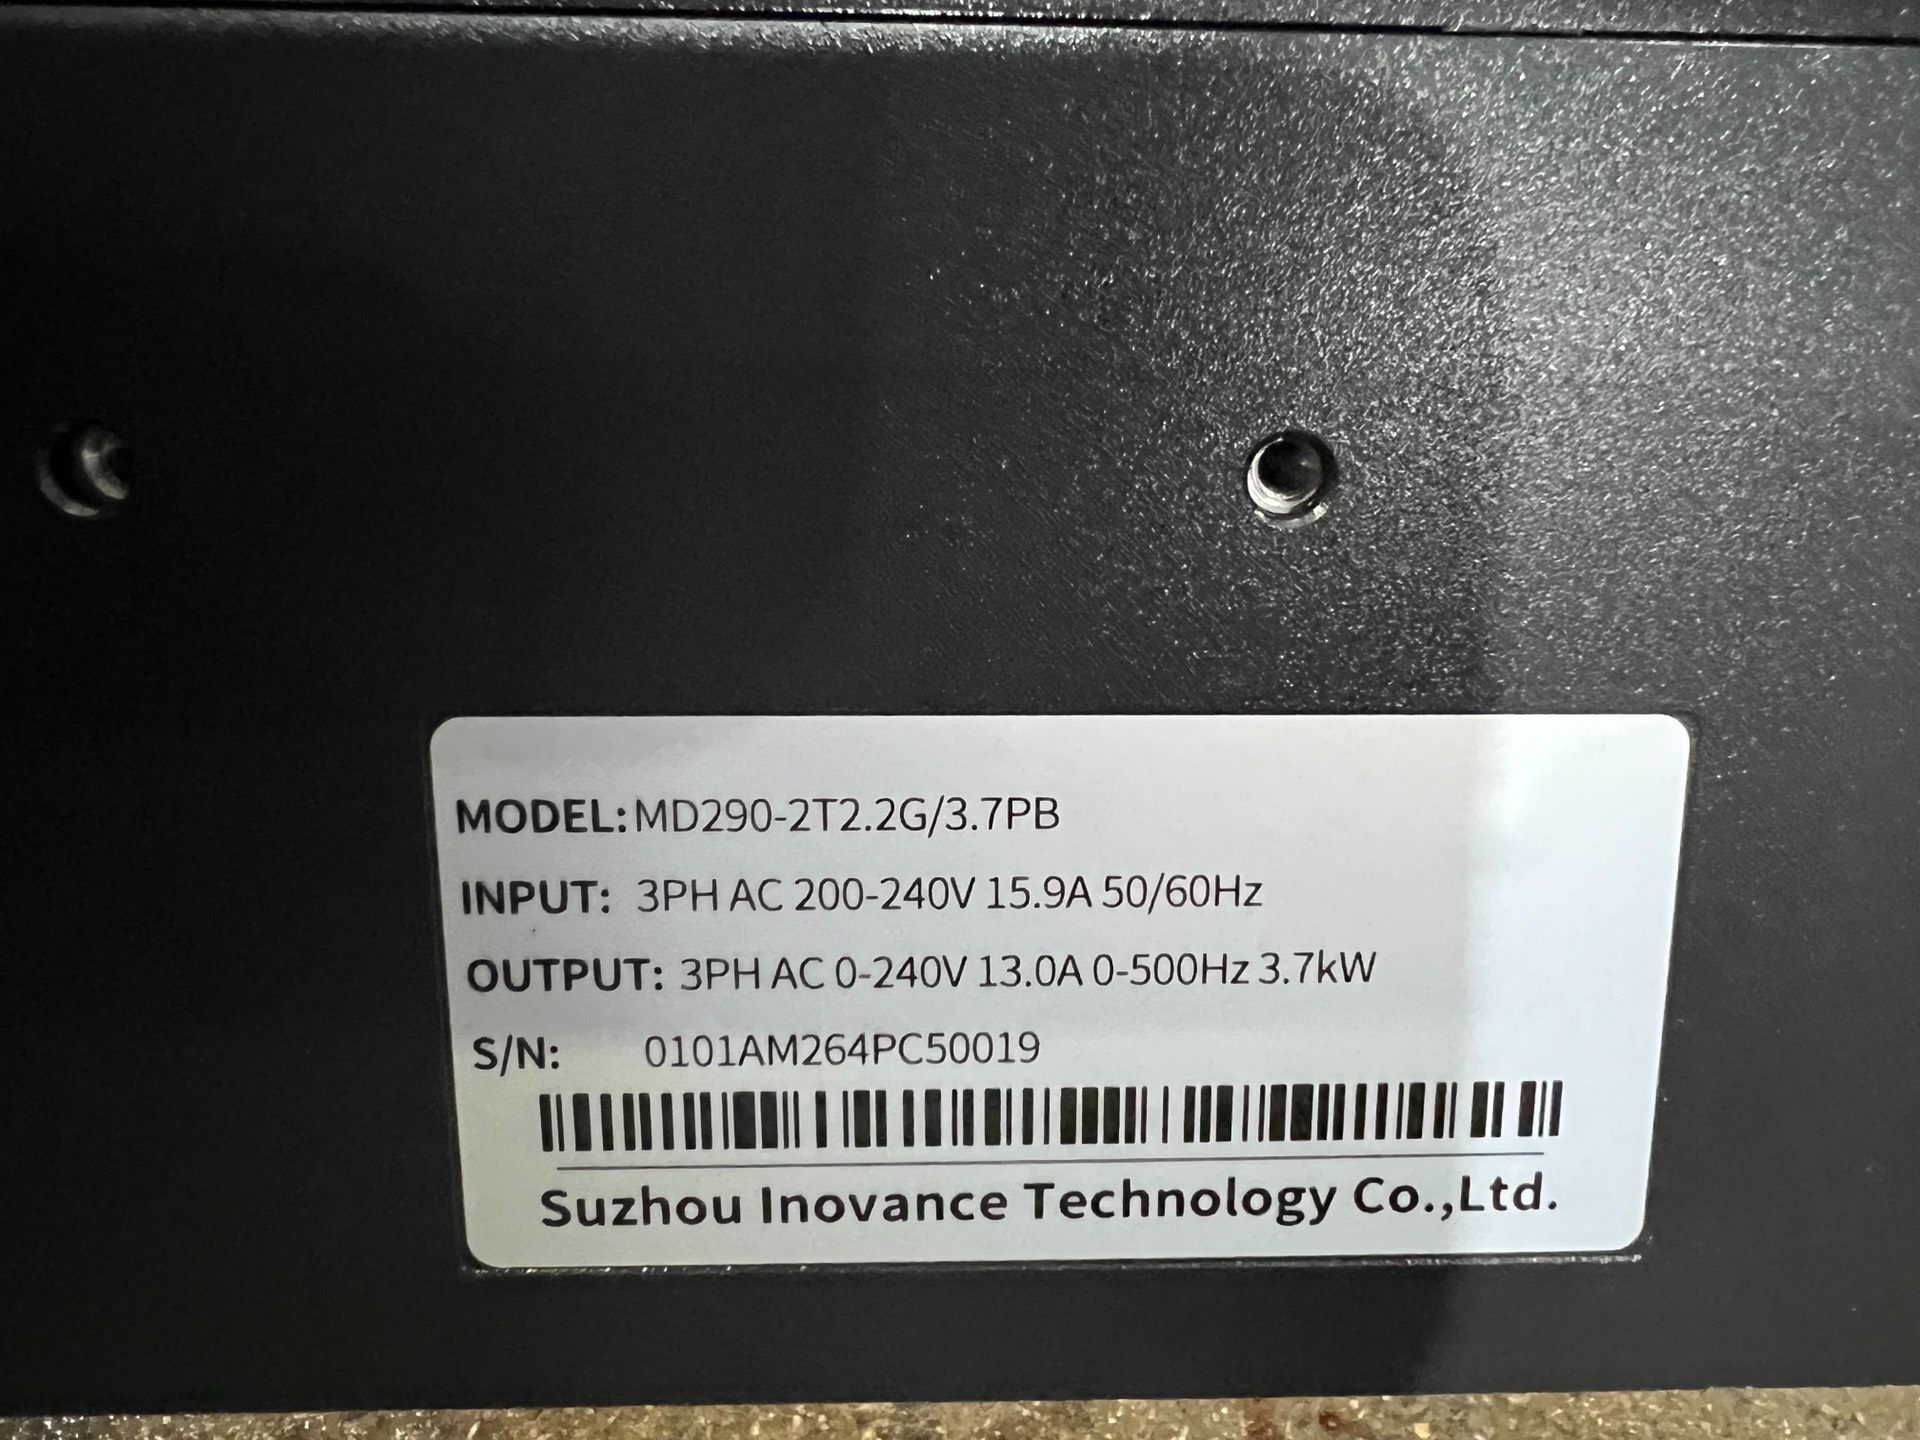 MODEL: MD290-2T2.2G/3.7PB
INPUT: 3PH AC 200-240V 15.9A 50/60Hz
OUTPUT: 3PH AC 0-240V 13.0A 0-500Hz 3.7kW
S/N: 0101AM264PC50019
Suzhou Inovance Technology Co.,Ltd.